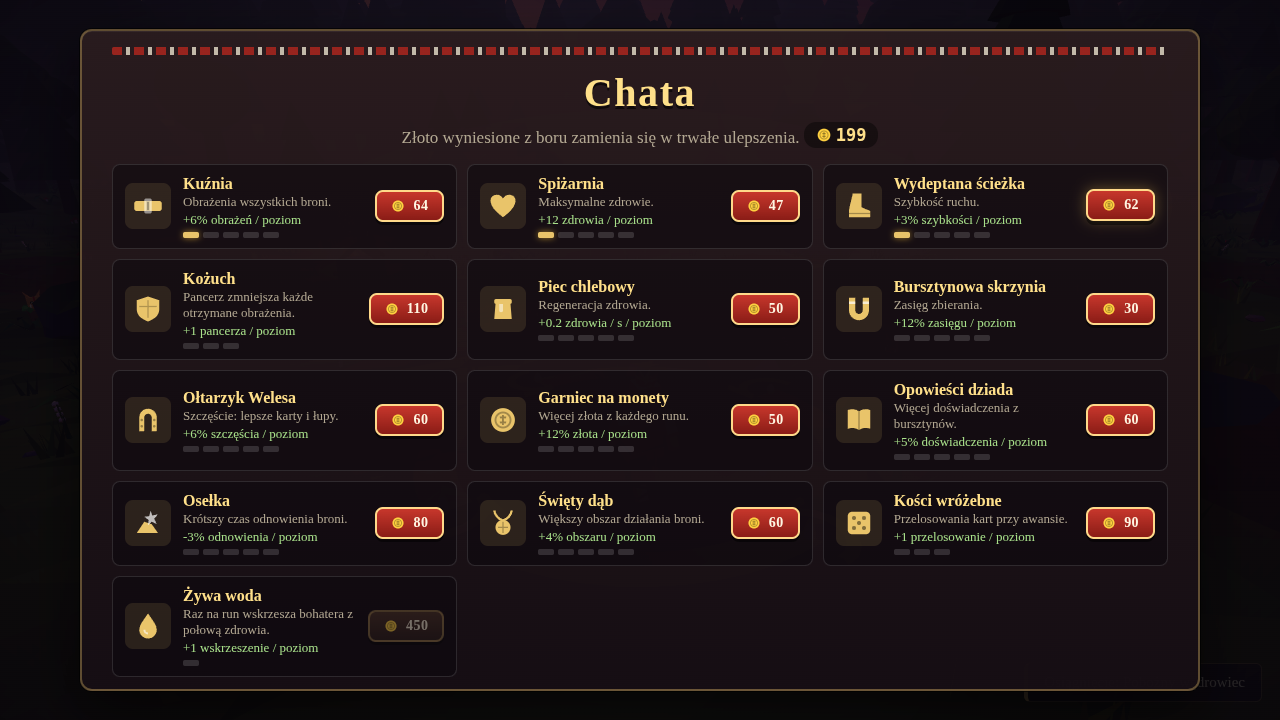 Chata
Złoto wyniesione z boru zamienia się w trwałe ulepszenia. 199
Kuźnia
Obrażenia wszystkich broni.
+6% obrażeń / poziom
64
Spiżarnia
Maksymalne zdrowie.
+12 zdrowia / poziom
47
Wydeptana ścieżka
Szybkość ruchu.
+3% szybkości / poziom
62
Kożuch
Pancerz zmniejsza każde
otrzymane obrażenia.
+1 pancerza / poziom
110
Piec chlebowy
Regeneracja zdrowia.
+0.2 zdrowia / s / poziom
50
Bursztynowa skrzynia
Zasięg zbierania.
+12% zasięgu / poziom
30
Ołtarzyk Welesa
Szczęście: lepsze karty i łupy.
+6% szczęścia / poziom
60
Garniec na monety
Więcej złota z każdego runu.
+12% złota / poziom
50
Opowieści dziada
Więcej doświadczenia z
bursztynów.
+5% doświadczenia / poziom
60
Osełka
Krótszy czas odnowienia broni.
-3% odnowienia / poziom
80
Święty dąb
Większy obszar działania broni.
+4% obszaru / poziom
60
Kości wróżebne
Przelosowania kart przy awansie.
+1 przelosowanie / poziom
90
Żywa woda
Raz na run wskrzesza bohatera z
połową zdrowia.
+1 wskrzeszenie / poziom
450